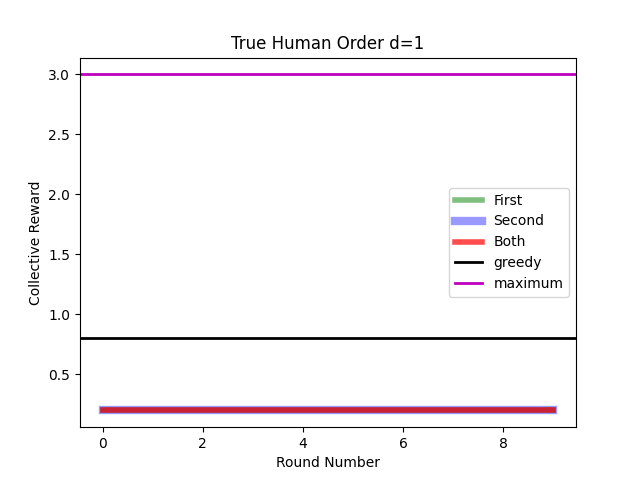 True Human Order d=1
3.0
2.5
2.0
1.5
1.0
0.5
Collective Reward
First
Second
Both
greedy
maximum
0 2 4 6 8
Round Number